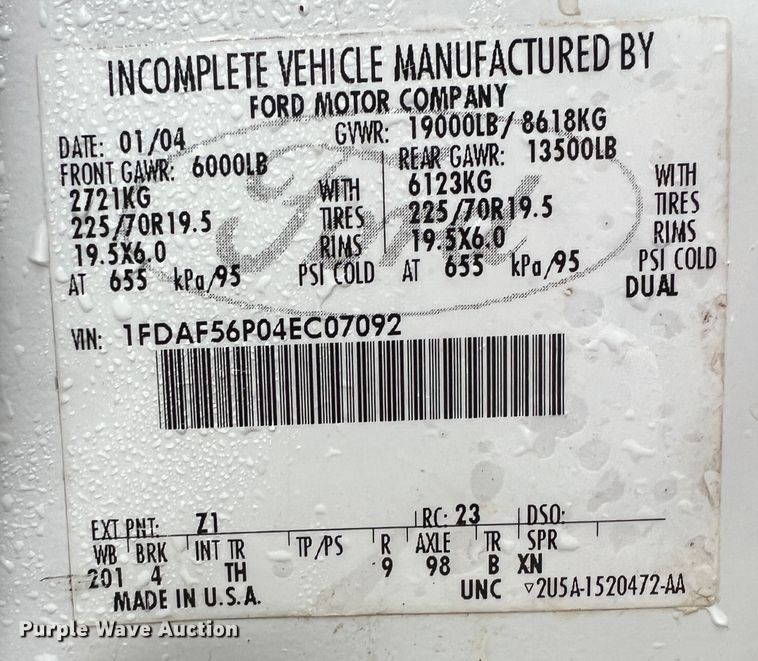 INCOMPLETE VEHICLE MANUFACTURED BY
FORD MOTOR COMPANY
DATE: 01/04 GVWR: 19000LB/ 8618KG
FRONT GAWR: 6000LB REAR GAWR: 13500LB
2721KG WITH 6123KG WITH
225/70R19.5 TIRES 225/70R19.5 TIRES
19.5X6.0 RIMS 19.5X6.0 RIMS
AT 655 kPa/95 PSI COLD AT 655 kPa/95 PSI COLD
DUAL
Ford
VIN: 1FDAF56P04EC07092
EXT PNT: Z1 RC: 23 DSO:
WB BRK INT TR TP/PS R AXLE TR SPR
201 4 TH 9 98 B XN
MADE IN U.S.A. UNC ▽2U5A-1520472-AA
Purple Wave Auction